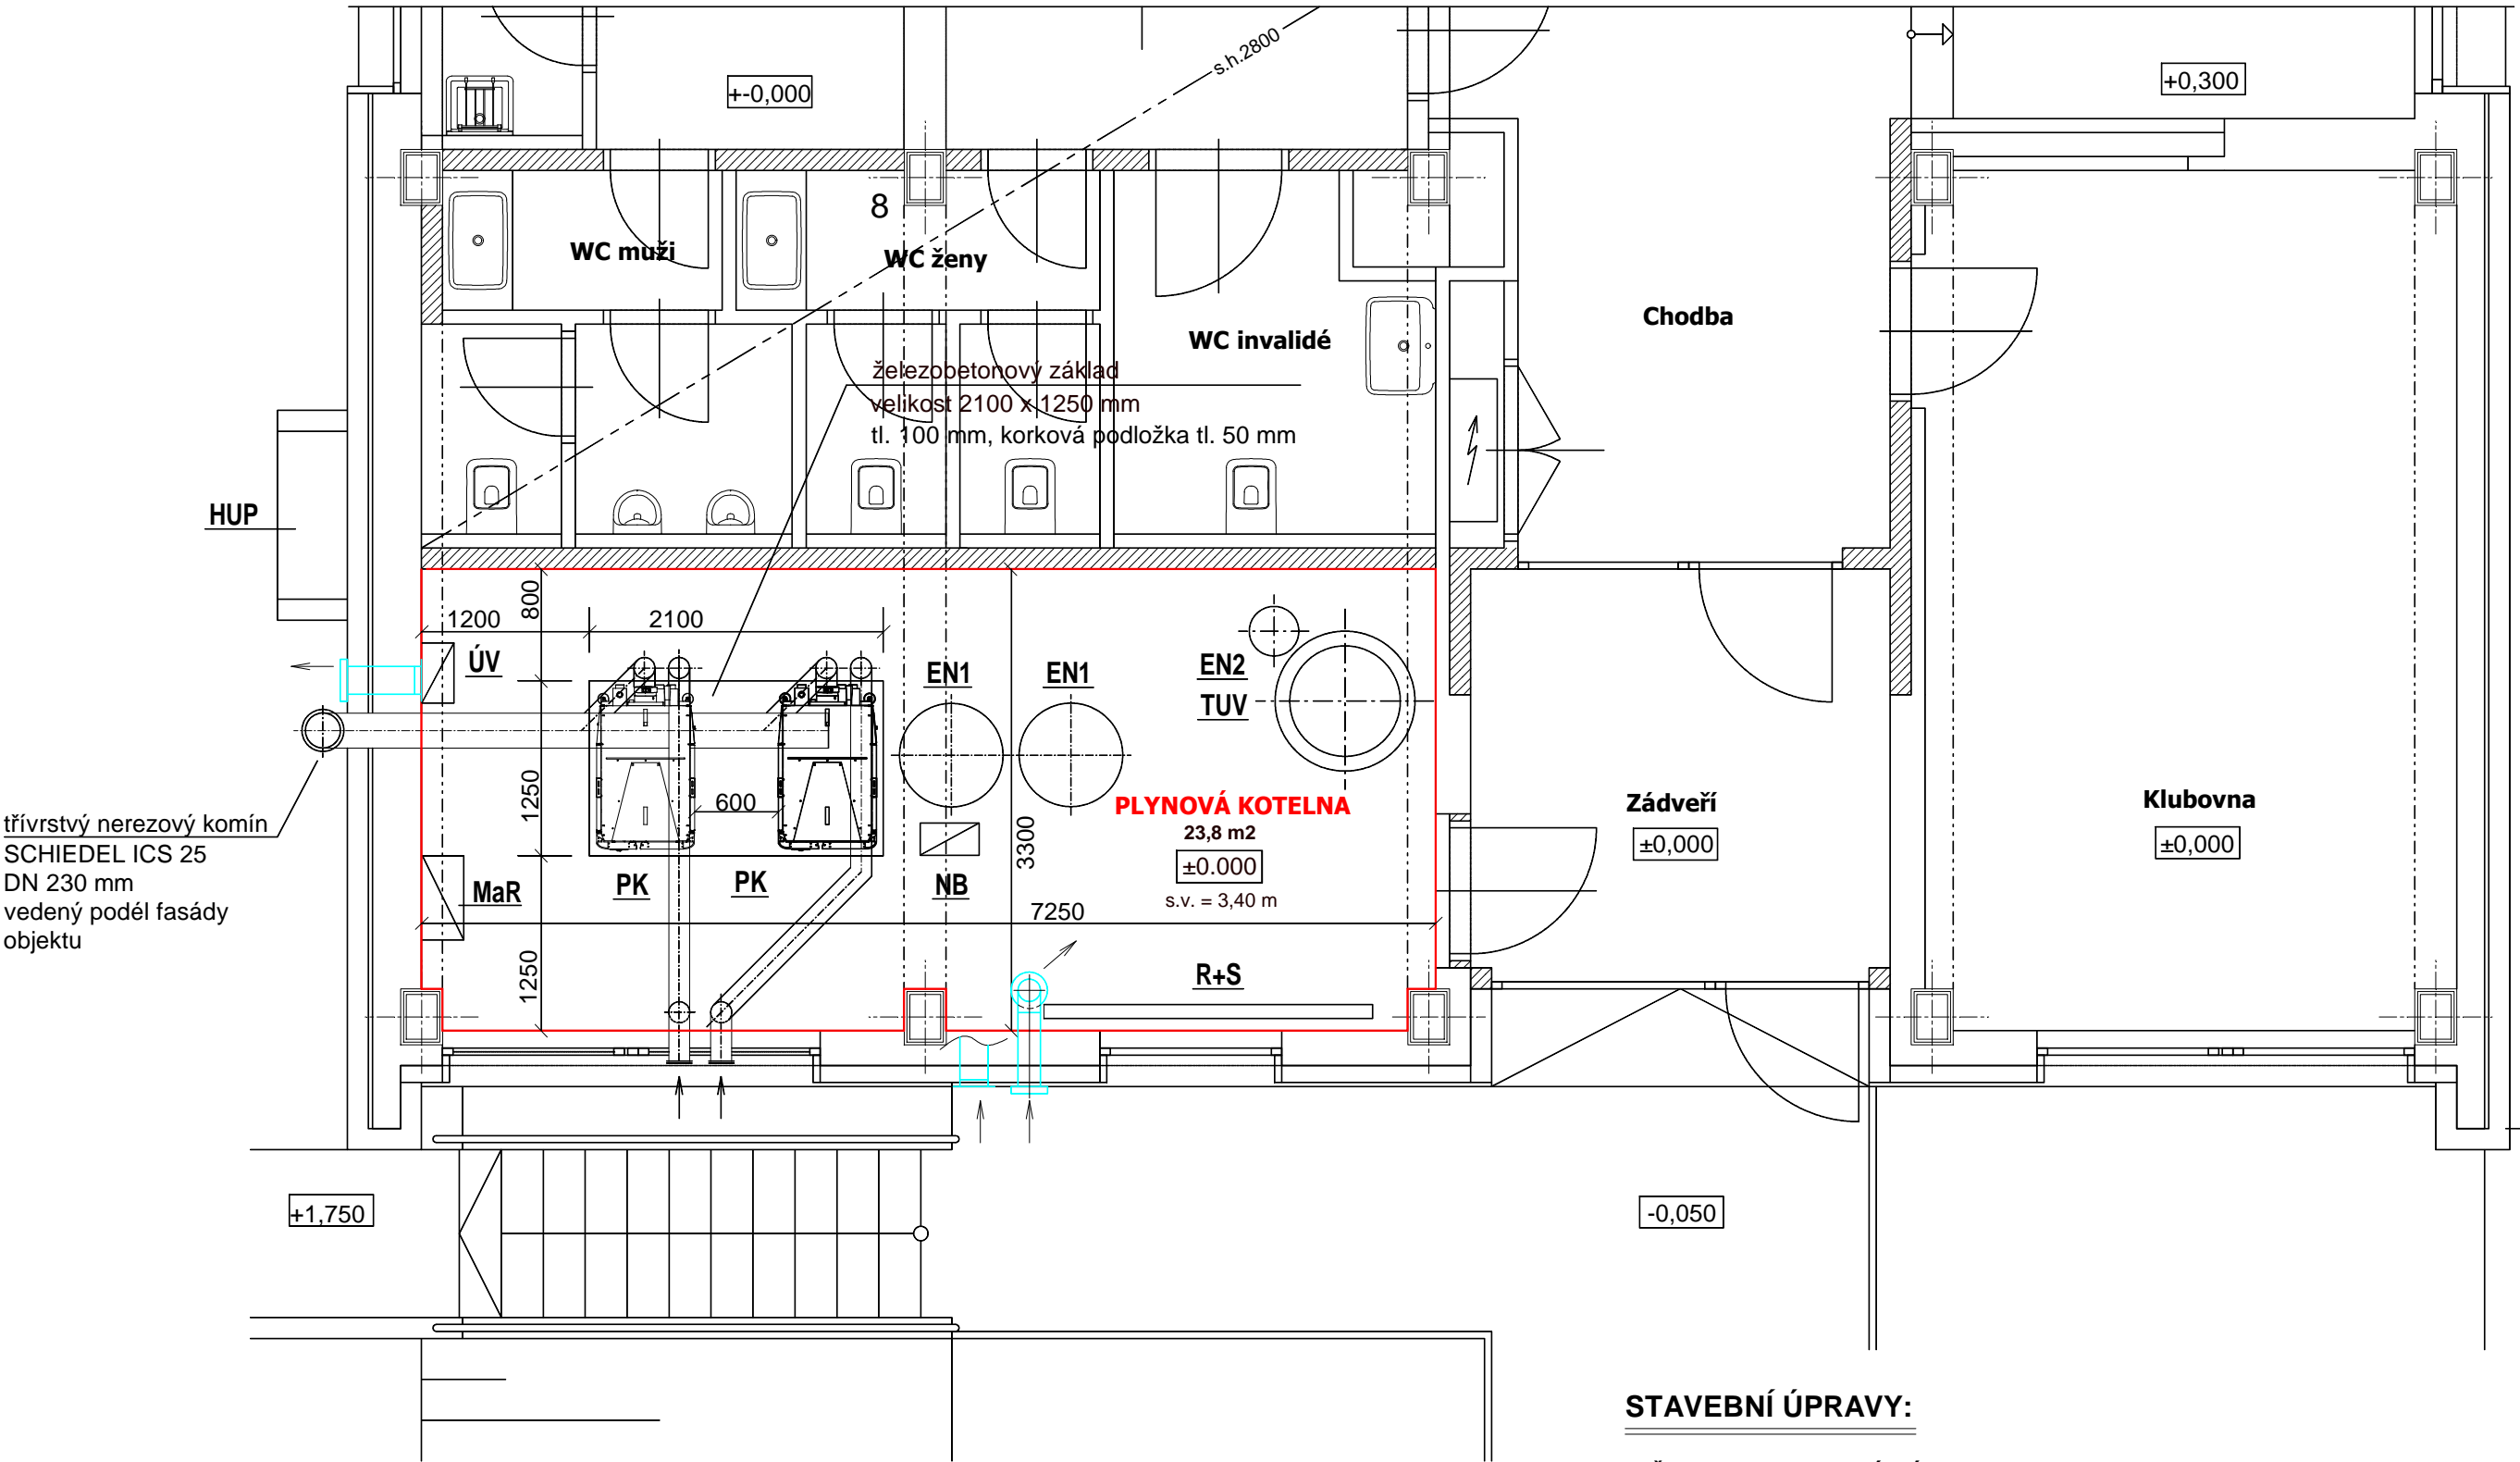 s.h.2800
+-0,000
+0,300
8
WC muži
WC ženy
WC invalidé
Chodba
železobetonový základ
velikost 2100 x 1250 mm
tl. 100 mm, korková podložka tl. 50 mm
HUP
800
1200
2100
ÚV
EN1
EN1
EN2
TUV
1250
600
3300
PLYNOVÁ KOTELNA
23,8 m2
±0.000
s.v. = 3,40 m
Zádveří
±0,000
Klubovna
±0,000
třívrstvý nerezový komín
SCHIEDEL ICS 25
DN 230 mm
vedený podél fasády
objektu
MaR
PK
PK
NB
7250
1250
R+S
+1,750
-0,050
STAVEBNÍ ÚPRAVY: